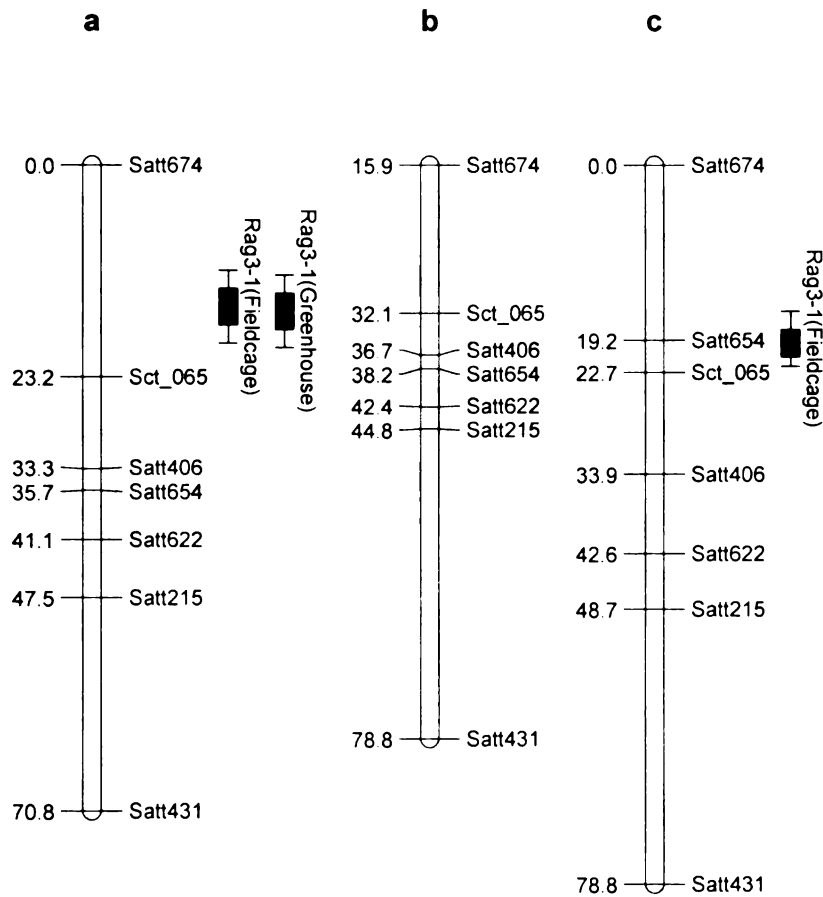 a
b
c
0.0 Satt674
23.2 Sct_065
33.3 Satt406
35.7 Satt654
41.1 Satt622
47.5 Satt215
70.8 Satt431
Rag3-1(Fieldcage)
Rag3-1(Greenhouse)
15.9 Satt674
32.1 Sct_065
36.7 Satt406
38.2 Satt654
42.4 Satt622
44.8 Satt215
78.8 Satt431
0.0 Satt674
19.2 Satt654
22.7 Sct_065
33.9 Satt406
42.6 Satt622
48.7 Satt215
78.8 Satt431
Rag3-1(Fieldcage)